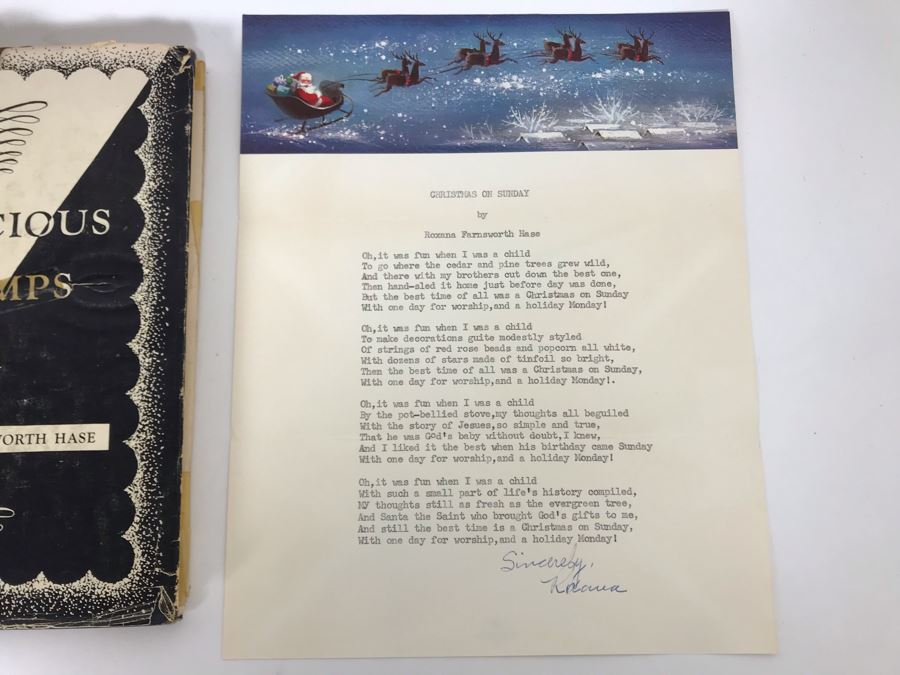 CIOUS
MPS
WORTH HASE
CHRISTMAS ON SUNDAY
by
Roxana Farnsworth Hase
Oh,it was fun when I was a child
To go where the cedar and pine trees grew wild,
And there with my brothers cut down the best one,
Then hand-sled it home just before day was done,
But the best time of all was a Christmas on Sunday
With one day for worship,and a holiday Monday!
Oh,it was fun when I was a child
To make decorations quite modestly styled
Of strings of red rose beads and popcorn all white,
With dozens of stars made of tinfoil so bright,
Then the best time of all was a Christmas on Sunday,
With one day for worship,and a holiday Monday!.
Oh,it was fun when I was a child
By the pot-bellied stove,my thoughts all beguiled
With the story of Jesues,so simple and true,
That he was God's baby without doubt,I knew,
And I liked it the best when his birthday came Sunday
With one day for worship,and a holiday Monday!
Oh,it was fun when I was a child
With such a small part of life's history compiled,
MY thoughts still as fresh as the evergreen tree,
And Santa the Saint who brought God's gifts to me,
And still the best time is a Christmas on Sunday,
With one day for worship,and a holiday Monday!
Sincerely,
Roxana